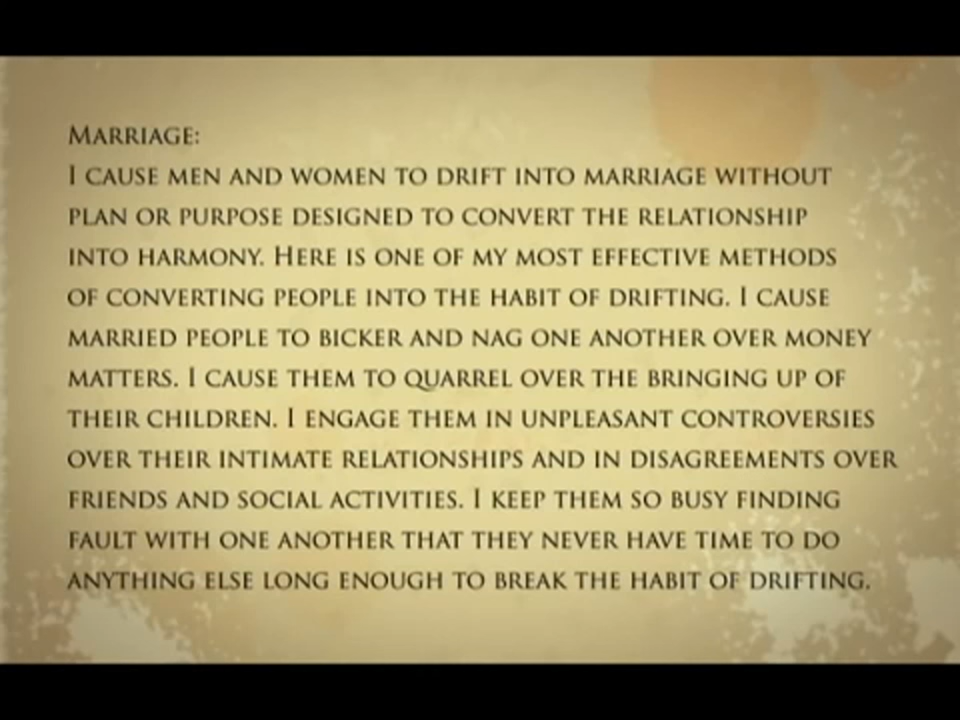 Marriage:
I cause men and women to drift into marriage without
plan or purpose designed to convert the relationship
into harmony. Here is one of my most effective methods
of converting people into the habit of drifting. I cause
married people to bicker and nag one another over money
matters. I cause them to quarrel over the bringing up of
their children. I engage them in unpleasant controversies
over their intimate relationships and in disagreements over
friends and social activities. I keep them so busy finding
fault with one another that they never have time to do
anything else long enough to break the habit of drifting.